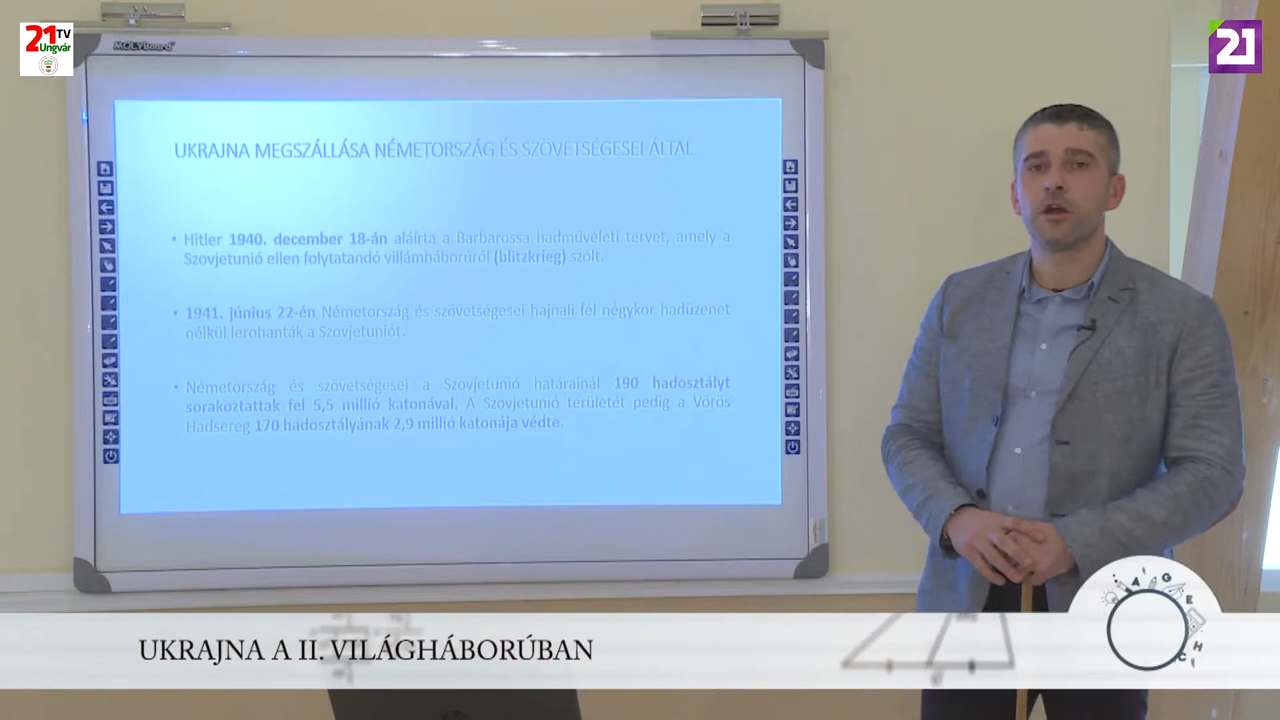 21 TV
Ungvár
21
MOLYBoard
UKRAJNA MEGSZÁLLÁSA NÉMETORSZÁG ÉS SZÖVETSÉGESEI ÁLTAL
• Hitler 1940. december 18-án aláírta a Barbarossa hadműveleti tervet, amely a
Szovjetunió ellen folytatandó villámháborúról (blitzkrieg) szólt.
• 1941. június 22-én Németország és szövetségesei hajnali fél négykor hadüzenet
nélkül lerohanták a Szovjetuniót.
• Németország és szövetségesei a Szovjetunió határainál 190 hadosztályt
sorakoztattak fel 5,5 millió katonával. A Szovjetunió területét pedig a Vörös
Hadsereg 170 hadosztályának 2,9 millió katonája védte.
UKRAJNA A II. VILÁGHÁBORÚBAN